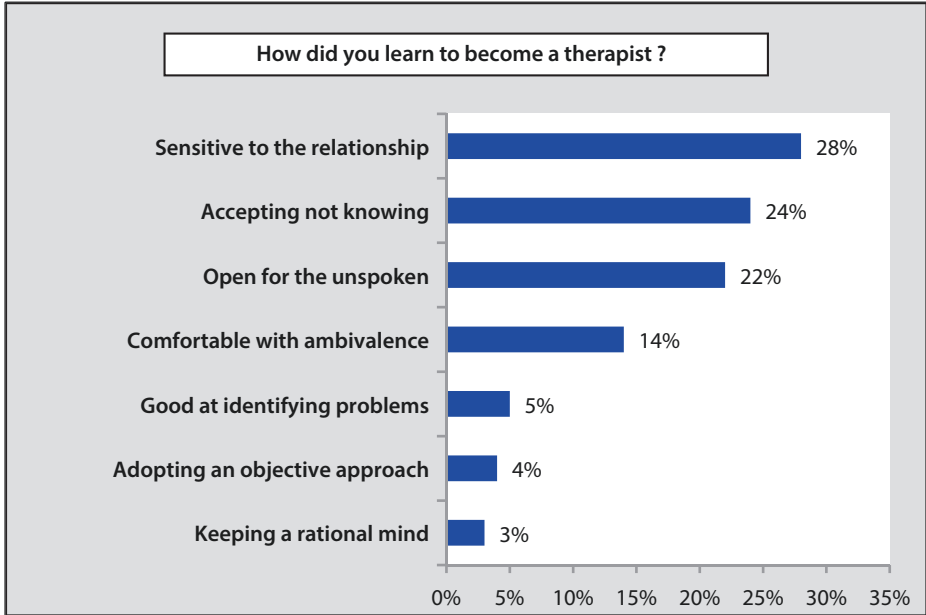 How did you learn to become a therapist ?
Sensitive to the relationship 28%
Accepting not knowing 24%
Open for the unspoken 22%
Comfortable with ambivalence 14%
Good at identifying problems 5%
Adopting an objective approach 4%
Keeping a rational mind 3%
0% 5% 10% 15% 20% 25% 30% 35%